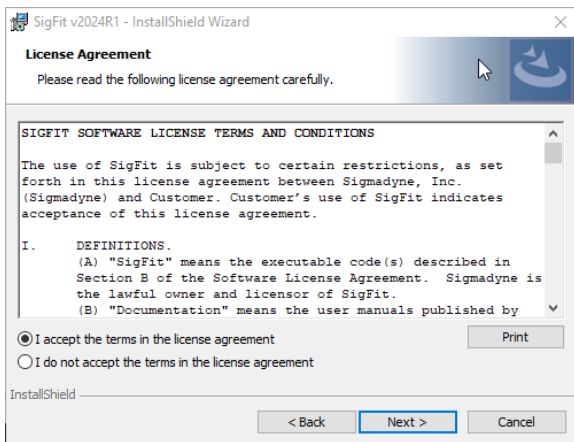 SigFit v2024R1 - InstallShield Wizard
License Agreement
Please read the following license agreement carefully.
SIGFIT SOFTWARE LICENSE TERMS AND CONDITIONS
The use of SigFit is subject to certain restrictions, as set
forth in this license agreement between Sigmadyne, Inc.
(Sigmadyne) and Customer. Customer's use of SigFit indicates
acceptance of this license agreement.
I. DEFINITIONS.
(A) "SigFit" means the executable code(s) described in
Section B of the Software License Agreement. Sigmadyne is
the lawful owner and licensor of SigFit.
(B) "Documentation" means the user manuals published by
I accept the terms in the license agreement
Print
I do not accept the terms in the license agreement
InstallShield
< Back
Next >
Cancel